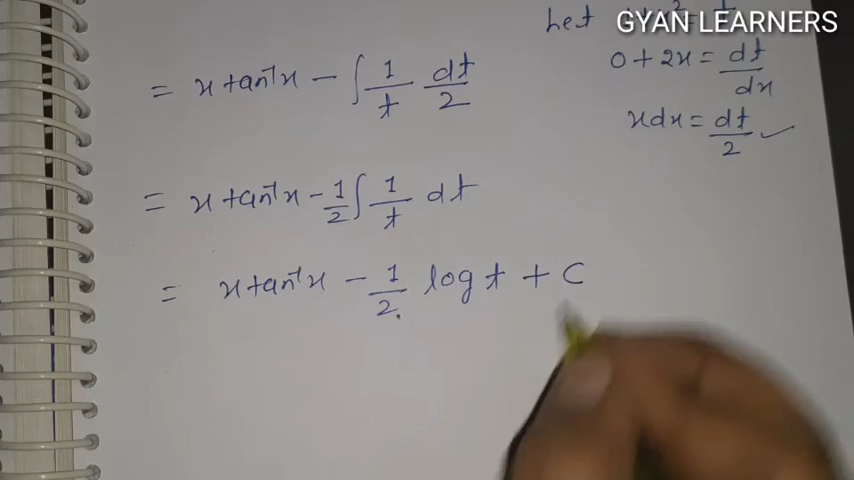 Let
GYAN LEARNERS
0 + 2x = dt/dx
= x tan⁻¹x − ∫ 1/t dt/2
x dx = dt/2 ✓
= x tan⁻¹x − 1/2 ∫ 1/t dt
= x tan⁻¹x − 1/2 log t + C